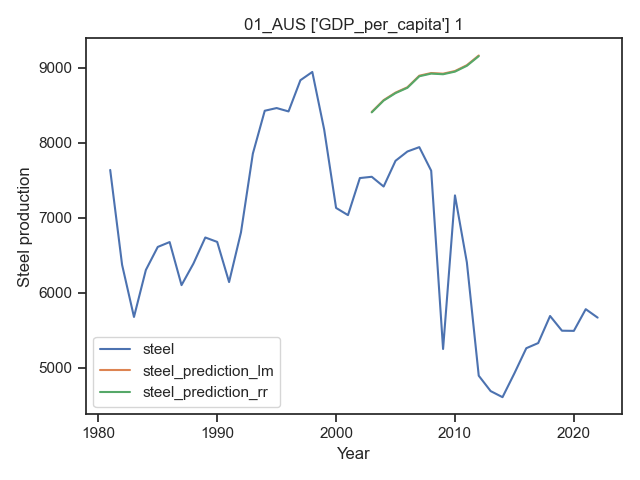 01_AUS ['GDP_per_capita'] 1
9000
8000
7000
6000
5000
Steel production
steel
steel_prediction_lm
steel_prediction_rr
1980 1990 2000 2010 2020
Year